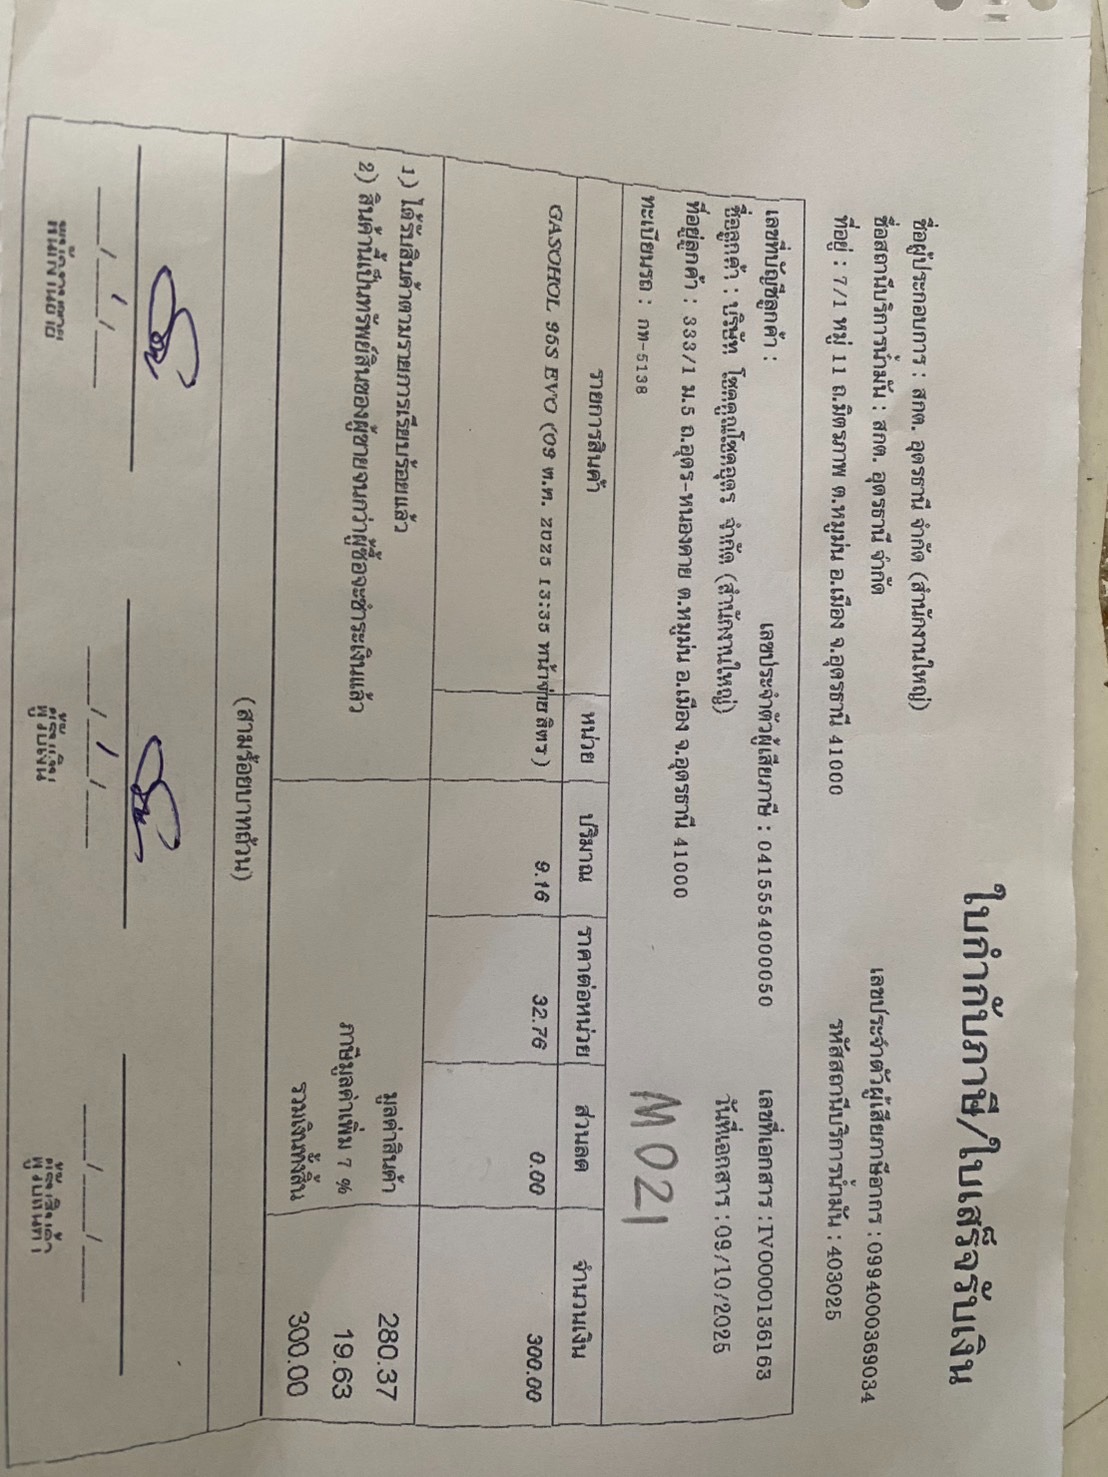 ใบกำกับภาษี/ใบเสร็จรับเงิน
ชื่อผู้ประกอบการ : สกต. อุดรธานี จำกัด (สำนักงานใหญ่) เลขประจำตัวผู้เสียภาษีอากร : 0994000369034
ชื่อสถานีบริการน้ำมัน : สกต. อุดรธานี จำกัด รหัสสถานีบริการน้ำมัน : 403025
ที่อยู่ : 7/1 หมู่ 11 ถ.มิตรภาพ ต.หมูม่น อ.เมือง จ.อุดรธานี 41000
เลขที่บัญชีลูกค้า : เลขประจำตัวผู้เสียภาษี : 0415554000050 เลขที่เอกสาร : IV0000136163
ชื่อลูกค้า : บริษัท โชคคูณโชคอุดร จำกัด (สำนักงานใหญ่) วันที่เอกสาร : 09/10/2025
ที่อยู่ลูกค้า : 333/1 ม.5 ถ.อุดร-หนองคาย ต.หมูม่น อ.เมือง จ.อุดรธานี 41000
ทะเบียนรถ : กท-5138 M021
รายการสินค้า หน่วย ปริมาณ ราคาต่อหน่วย ส่วนลด จำนวนเงิน
GASOHOL 95S EVO (09 ต.ค. 2025 13:35 หน้าจ่าย ลิตร ) 9.16 32.76 0.00 300.00
1) ได้รับสินค้าตามรายการเรียบร้อยแล้ว มูลค่าสินค้า 280.37
2) สินค้านี้เป็นทรัพย์สินของผู้ขายจนกว่าผู้ซื้อจะชำระเงินแล้ว ภาษีมูลค่าเพิ่ม 7 % 19.63
รวมเงินทั้งสิ้น 300.00
(สามร้อยบาทถ้วน)
___/___/___ ___/___/___ ___/___/___
พนักงานขาย ผู้รับเงิน ผู้รับสินค้า